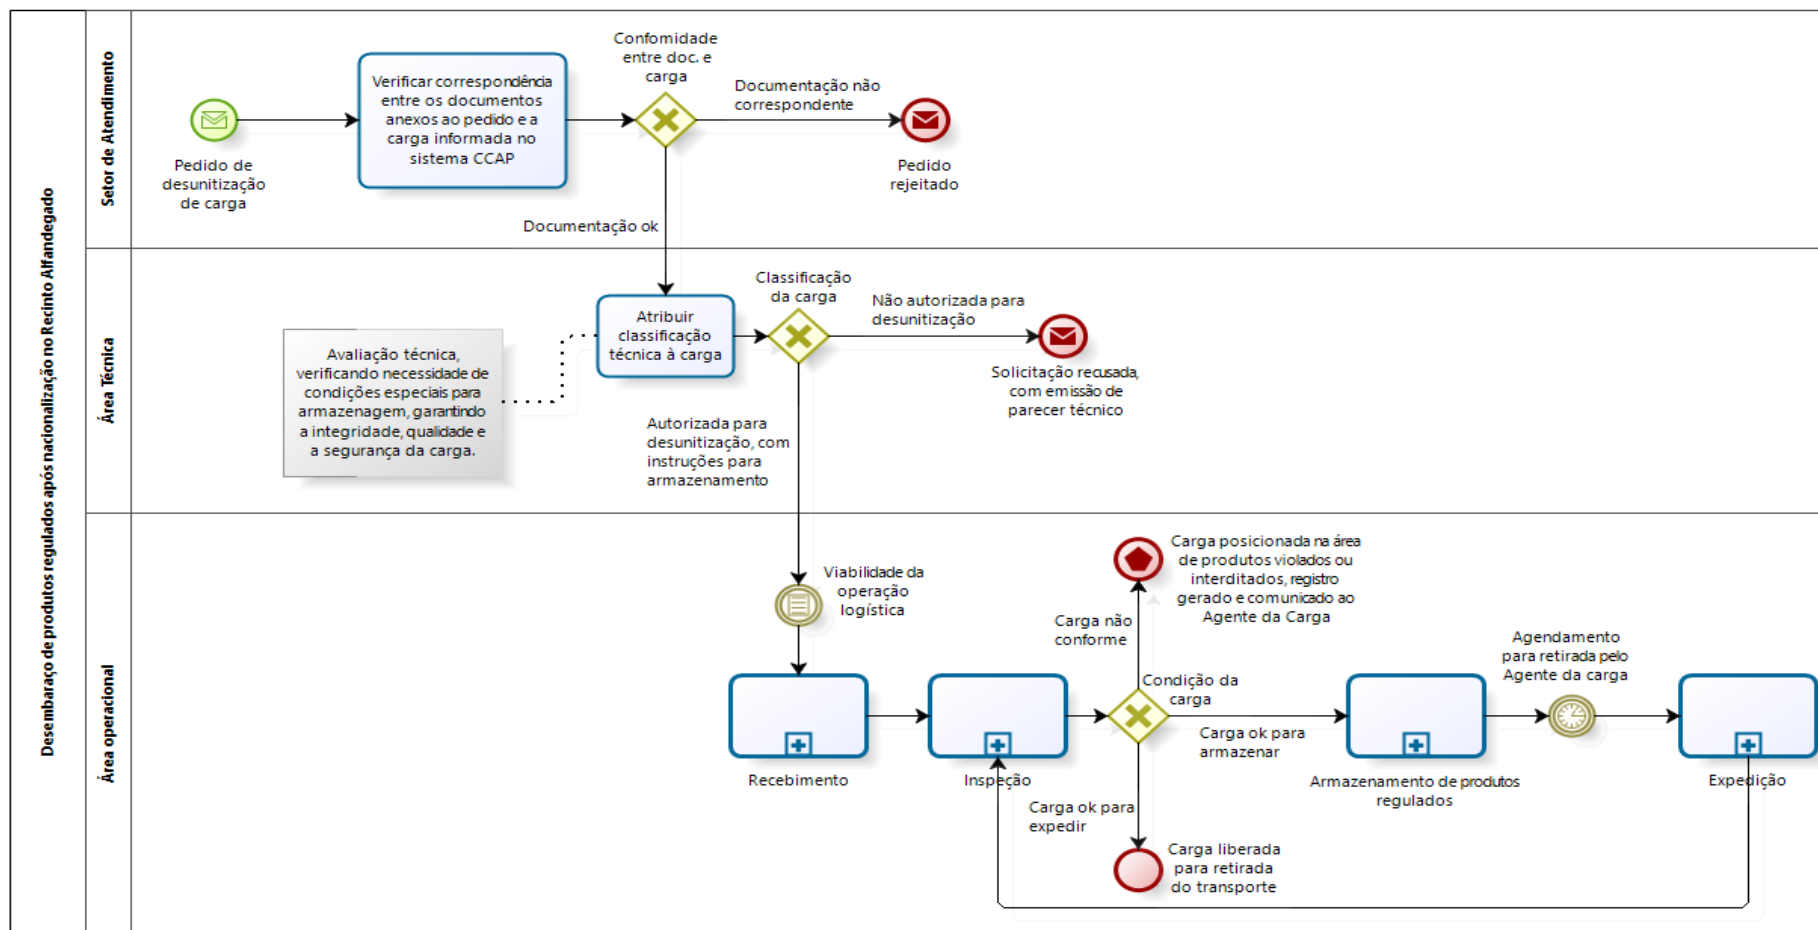 Desembaraço de produtos regulados após nacionalização no Recinto Alfandegado
Setor de Atendimento
Pedido de
desunitização
de carga
Verificar correspondência
entre os documentos
anexos ao pedido e a
carga informada no
sistema CCAP
Confomidade
entre doc. e
carga
Documentação não
correspondente
Pedido
rejeitado
Documentação ok
Área Técnica
Avaliação técnica,
verificando necessidade de
condições especiais para
armazenagem, garantindo
a integridade, qualidade e
a segurança da carga.
Atribuir
classificação
técnica à carga
Classificação
da carga
Não autorizada para
desunitização
Solicitação recusada,
com emissão de
parecer técnico
Autorizada para
desunitização, com
instruções para
armazenamento
Área operacional
Viabilidade da
operação
logística
Recebimento
Inspeção
Carga posicionada na área
de produtos violados ou
interditados, registro
gerado e comunicado ao
Agente da Carga
Carga não
conforme
Condição da
carga
Carga ok para
armazenar
Carga ok para
expedir
Carga liberada
para retirada
do transporte
Armazenamento de produtos
regulados
Agendamento
para retirada pelo
Agente da carga
Expedição